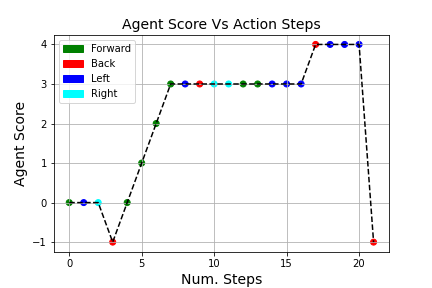 Agent Score Vs Action Steps
Forward
Back
Left
Right
Agent Score
4
3
2
1
0
−1
0 5 10 15 20
Num. Steps